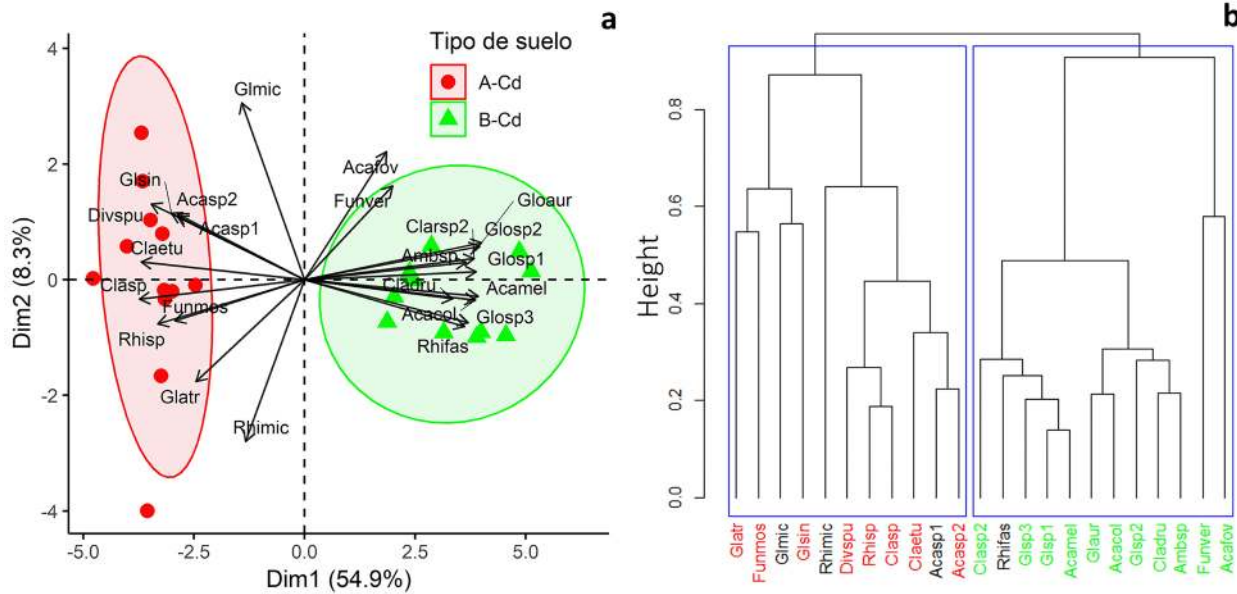 a
Tipo de suelo
A-Cd
B-Cd
4
2
0
-2
-4
Dim2 (8.3%)
Glmic
Acafov
Glsin
Acasp2
Funver
Gloaur
Divspu
Acasp1
Clarsp2
Glosp2
Claetu
Ambsp
Glosp1
Clasp
Cladru
Acamel
Funmos
Acacol
Glosp3
Rhisp
Rhifas
Glatr
Rhimic
-5.0
-2.5
0.0
2.5
5.0
Dim1 (54.9%)
b
Height
0.8
0.6
0.4
0.2
0.0
Glatr
Funmos
Glmic
Glsin
Rhimic
Divspu
Rhisp
Clasp
Claetu
Acasp1
Acasp2
Clasp2
Rhifas
Glsp3
Glsp1
Acamel
Glaur
Acacol
Glsp2
Cladru
Ambsp
Funver
Acafov